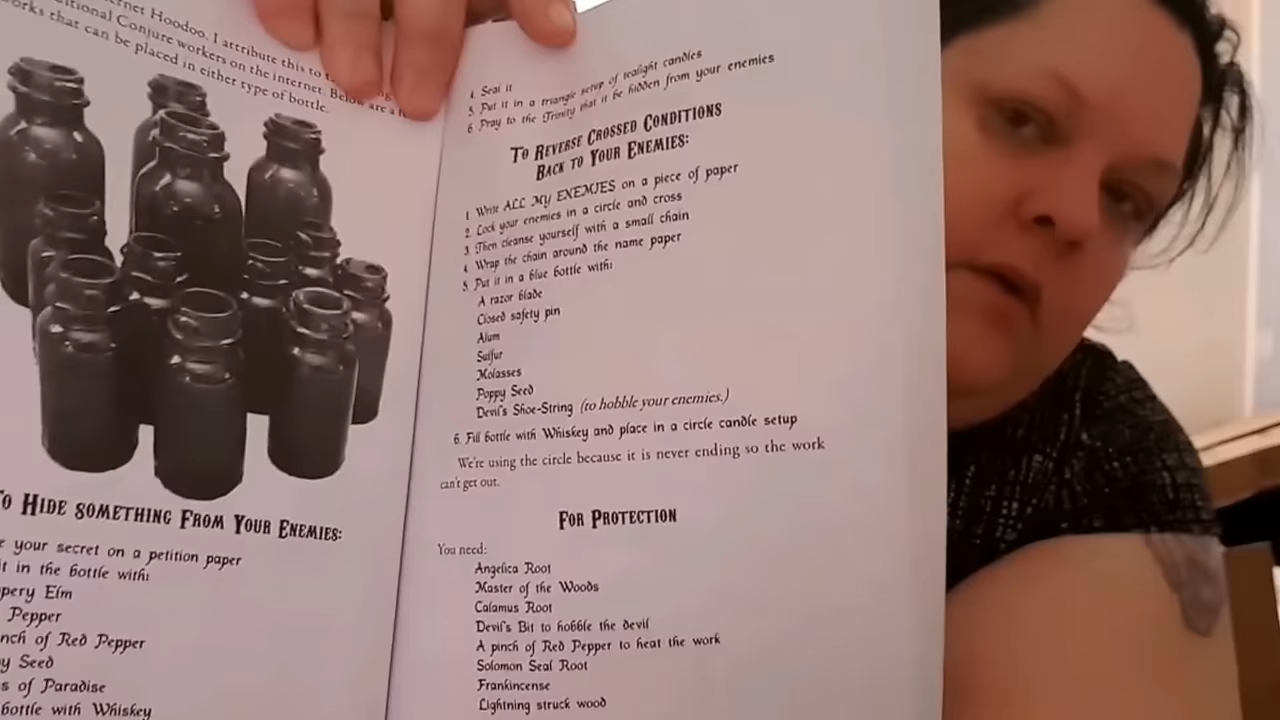 rnet Hoodoo. I attribute this to t
ditional Conjure workers on the internet. Below are a
orks that can be placed in either type of bottle.
TO HIDE SOMETHING FROM YOUR ENEMIES:
e your secret on a petition paper
it in the bottle with:
pery Elm
Pepper
nch of Red Pepper
y Seed
s of Paradise
bottle with Whiskey
4. Seal it
5. Put it in a triangle setup of tealight candles
6. Pray to the Trinity that it be hidden from your enemies
TO REVERSE CROSSED CONDITIONS
BACK TO YOUR ENEMIES:
1. Write ALL MY ENEMIES on a piece of paper
2. Lock your enemies in a circle and cross
3. Then cleanse yourself with a small chain
4. Wrap the chain around the name paper
5. Put it in a blue bottle with:
A razor blade
Closed safety pin
Alum
Sulfur
Molasses
Poppy Seed
Devil's Shoe-String (to hobble your enemies.)
6. Fill bottle with Whiskey and place in a circle candle setup
We're using the circle because it is never ending so the work
can't get out.
FOR PROTECTION
You need:
Angelica Root
Master of the Woods
Calamus Root
Devil's Bit to hobble the devil
A pinch of Red Pepper to heat the work
Solomon Seal Root
Frankincense
Lightning struck wood